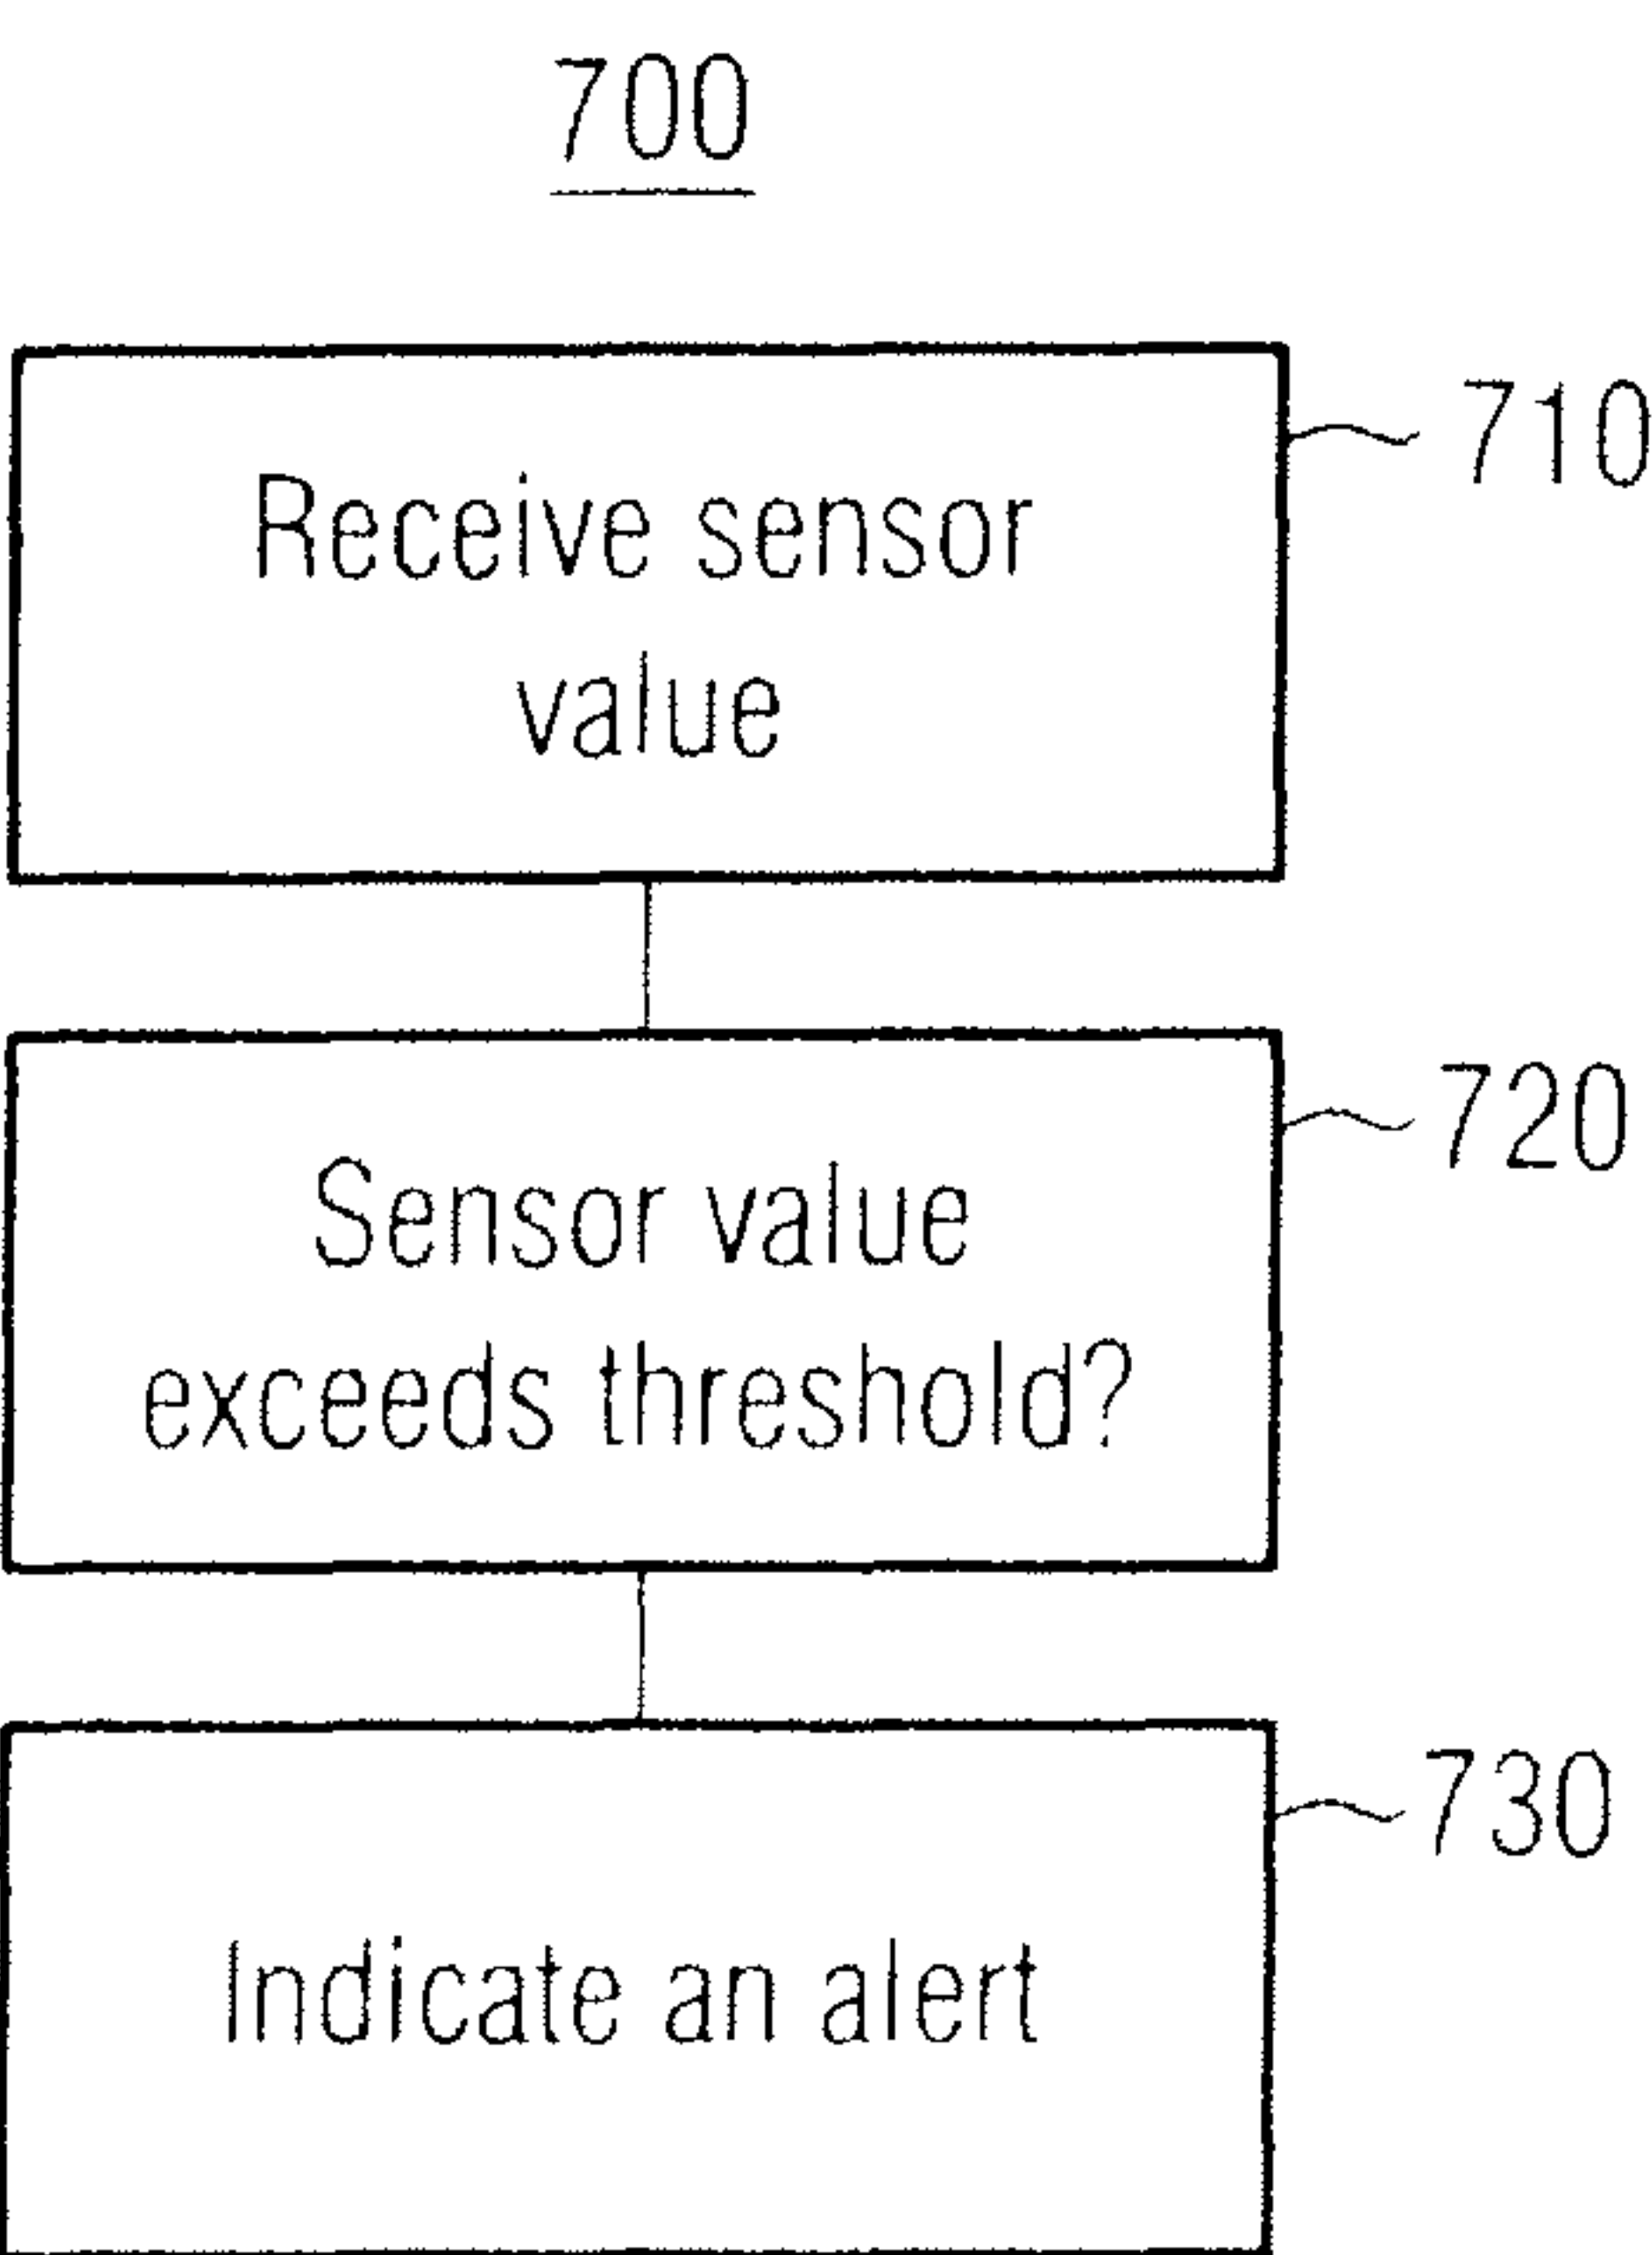 700
710
Receive sensor
value
720
Sensor value
exceeds threshold?
730
Indicate an alert